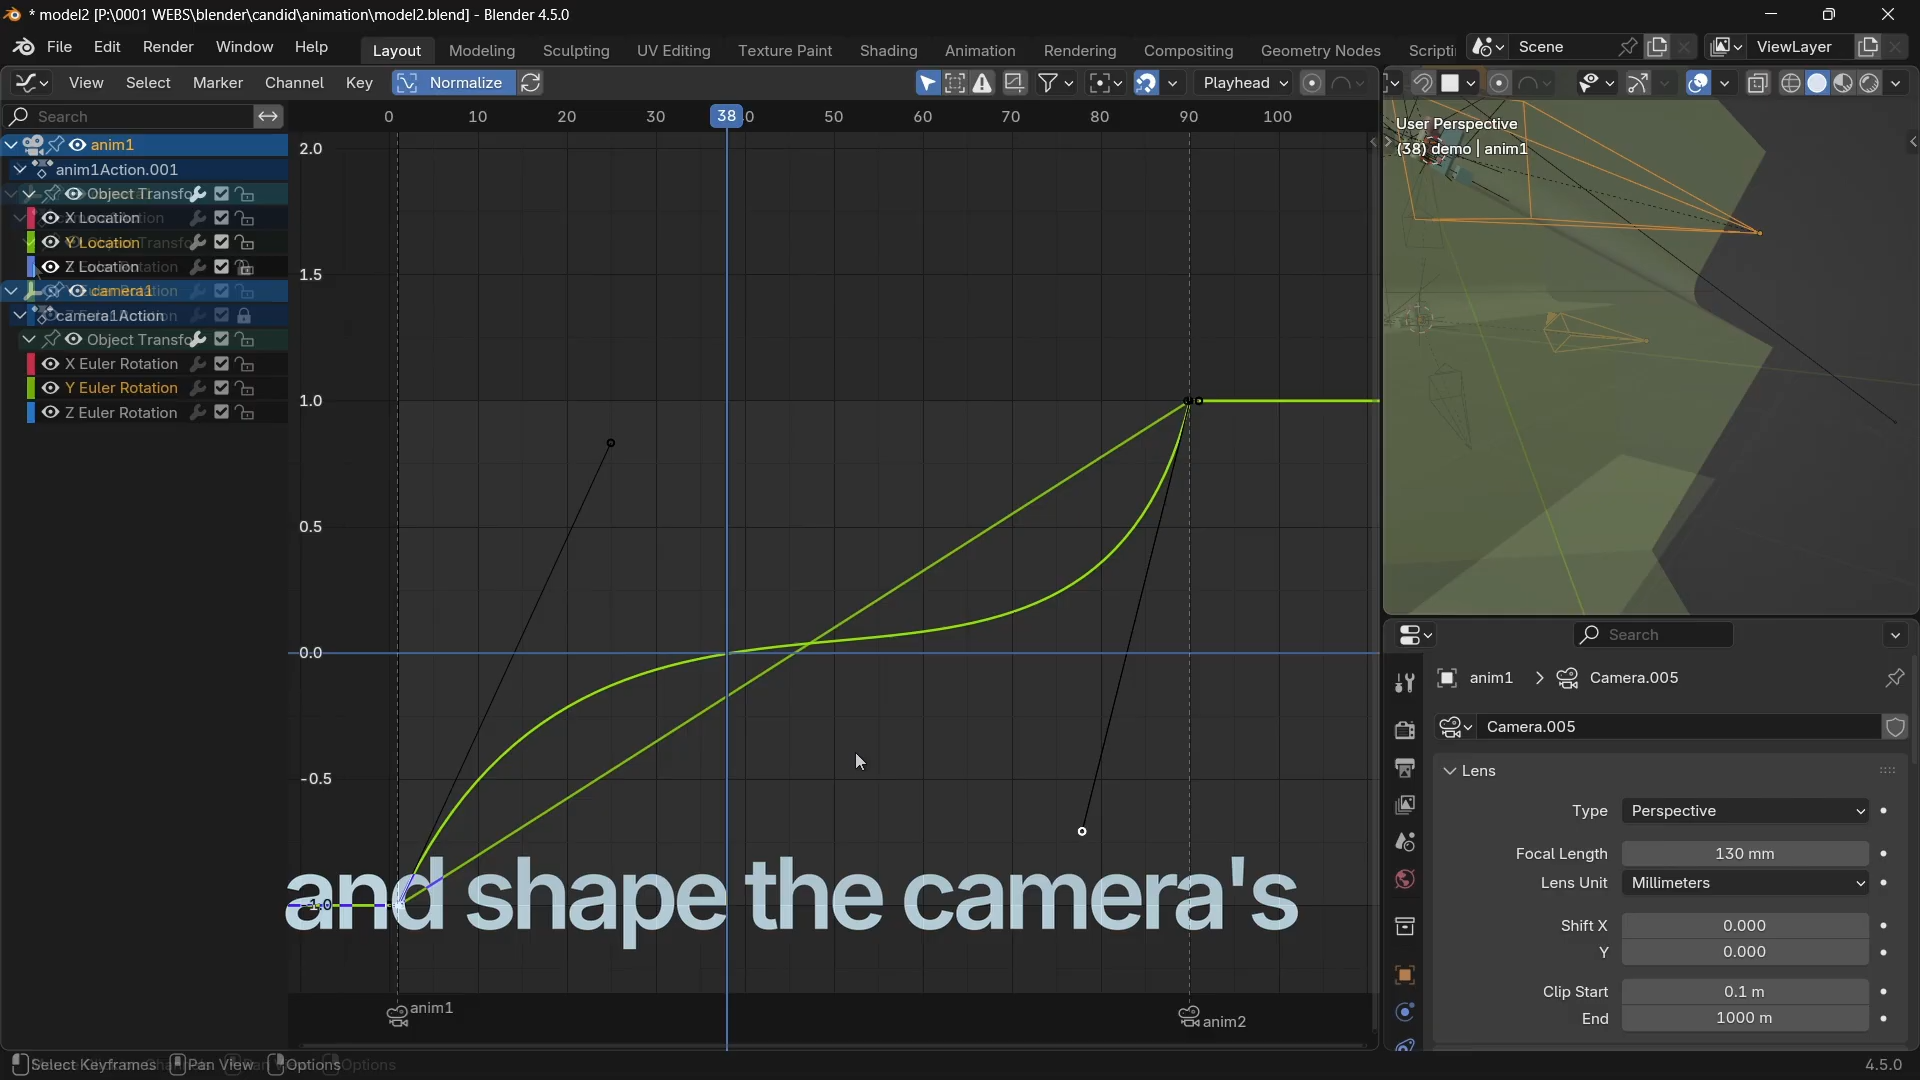 * model2 [P:\0001 WEBS\blender\candid\animation\model2.blend] - Blender 4.5.0
File Edit Render Window Help
Layout Modeling Sculpting UV Editing Texture Paint Shading Animation Rendering Compositing Geometry Nodes Scripti
Scene
ViewLayer
View Select Marker Channel Key Normalize
Playhead
Search
0 10 20 30 38 50 60 70 80 90 100
User Perspective
(38) demo | anim1
anim1
anim1Action.001
Object Transfo
X Location
Y Location
Z Location
camera1
camera1Action
Object Transfo
X Euler Rotation
Y Euler Rotation
Z Euler Rotation
2.0
1.5
1.0
0.5
0.0
-0.5
-1.0
and shape the camera's
anim1
anim2
Search
anim1 > Camera.005
Camera.005
Lens
Type Perspective
Focal Length 130 mm
Lens Unit Millimeters
Shift X 0.000
Y 0.000
Clip Start 0.1 m
End 1000 m
Select Keyframes Pan View Options
4.5.0